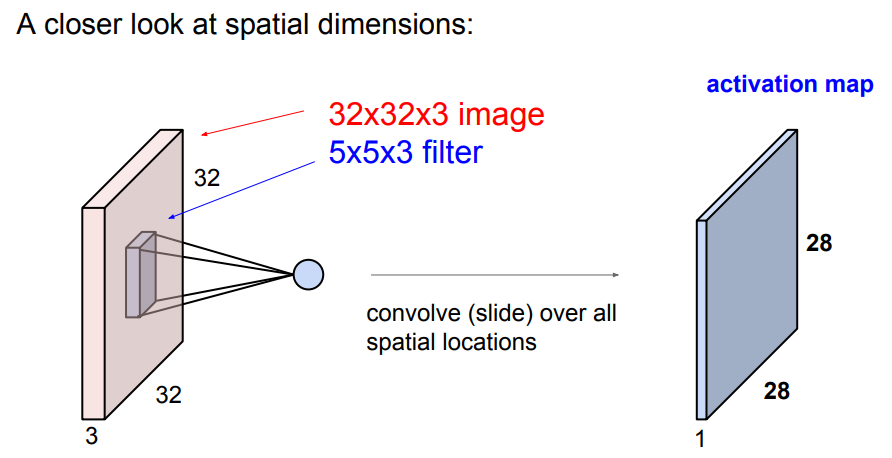 A closer look at spatial dimensions:
activation map
32x32x3 image
5x5x3 filter
32
28
convolve (slide) over all
spatial locations
32
28
3
1